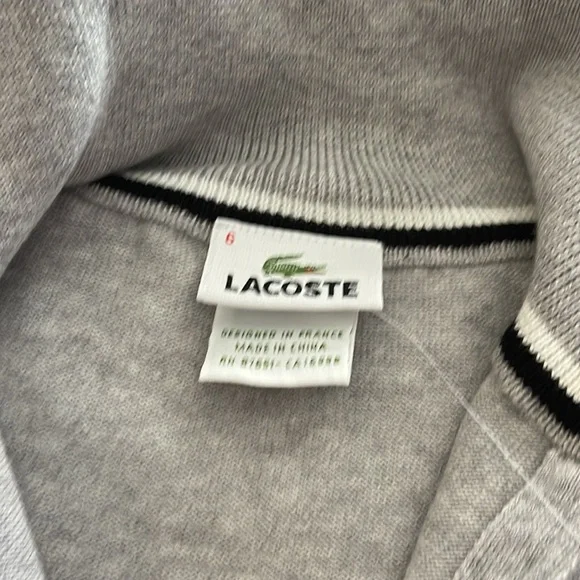 6
LACOSTE
DESIGNED IN FRANCE
MADE IN CHINA